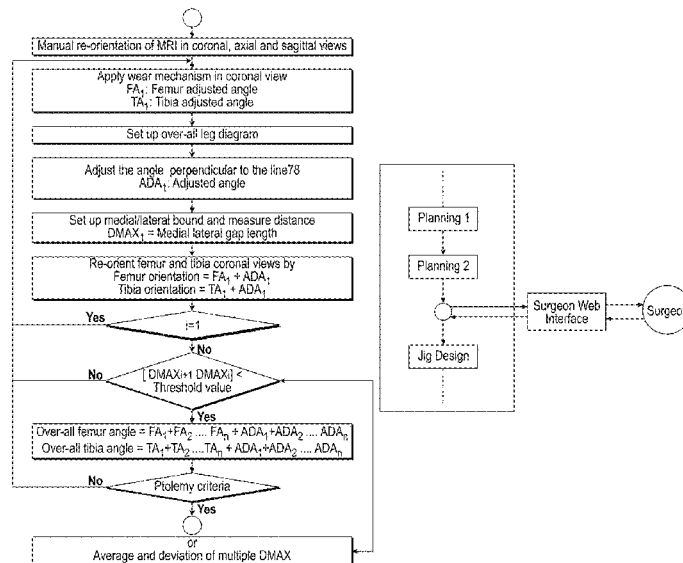 Manual re-orientation of MRI in coronal, axial and sagittal views
Apply wear mechanism in coronal view
FA₁: Femur adjusted angle
TA₁: Tibia adjusted angle
Set up over-all leg diagram
Adjust the angle perpendicular to the line78
ADA₁: Adjusted angle
Set up medial/lateral bound and measure distance
DMAX₁ = Medial lateral gap length
Re-orient femur and tibia coronal views by
Femur orientation = FA₁ + ADA₁
Tibia orientation = TA₁ + ADA₁
Yes
i=1
No
No
[ DMAXi+1 DMAXi] <
Threshold value
Yes
Over-all femur angle = FA₁+FA₂ .... FAₙ + ADA₁+ADA₂ .... ADAₙ
Over-all tibia angle = TA₁+TA₂ ....TAₙ + ADA₁+ADA₂ .... ADAₙ
No
Ptolemy criteria
Yes
or
Average and deviation of multiple DMAX
Planning 1
Planning 2
Surgeon Web
Interface
Surgeo
Jig Design